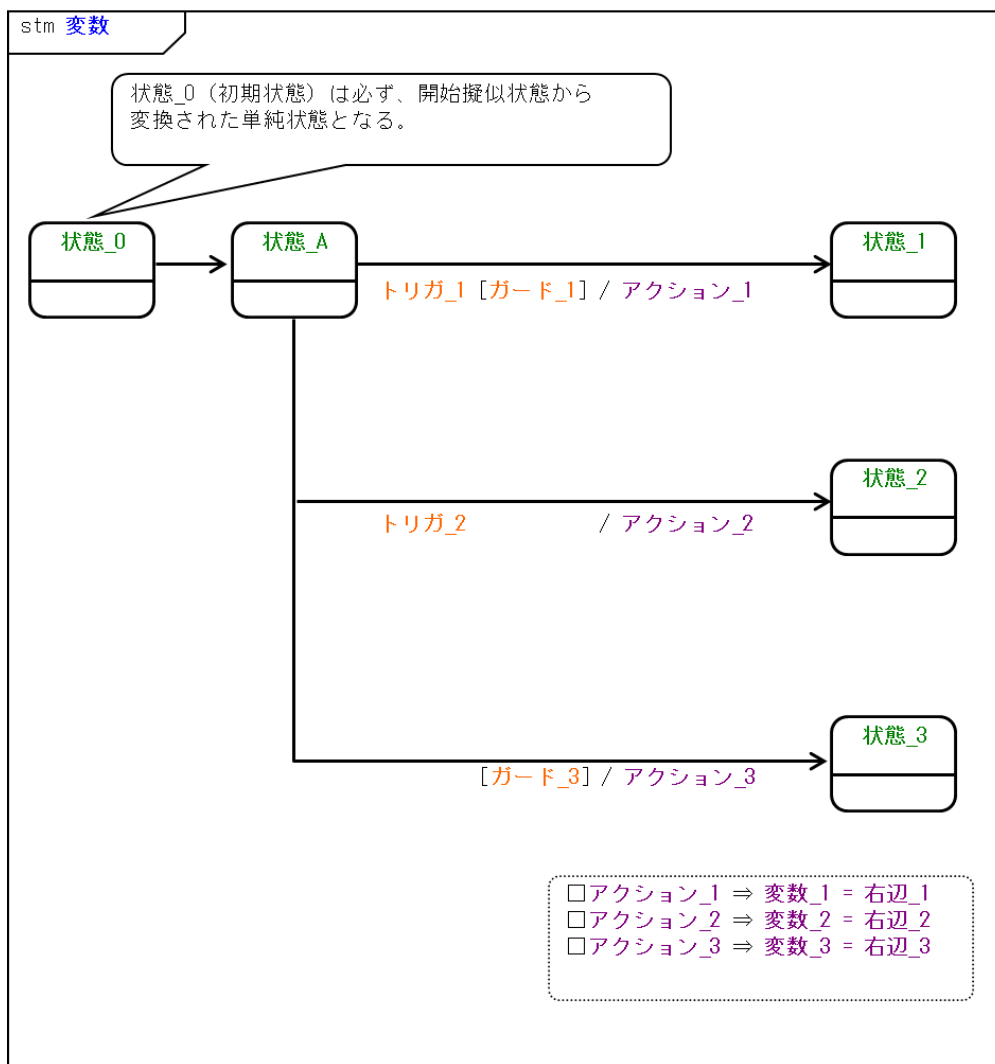 stm 変数
状態_0（初期状態）は必ず、開始擬似状態から
変換された単純状態となる。
状態_0
状態_A
状態_1
トリガ_1 [ガード_1] / アクション_1
状態_2
トリガ_2 / アクション_2
状態_3
[ガード_3] / アクション_3
□アクション_1 ⇒ 変数_1 = 右辺_1
□アクション_2 ⇒ 変数_2 = 右辺_2
□アクション_3 ⇒ 変数_3 = 右辺_3